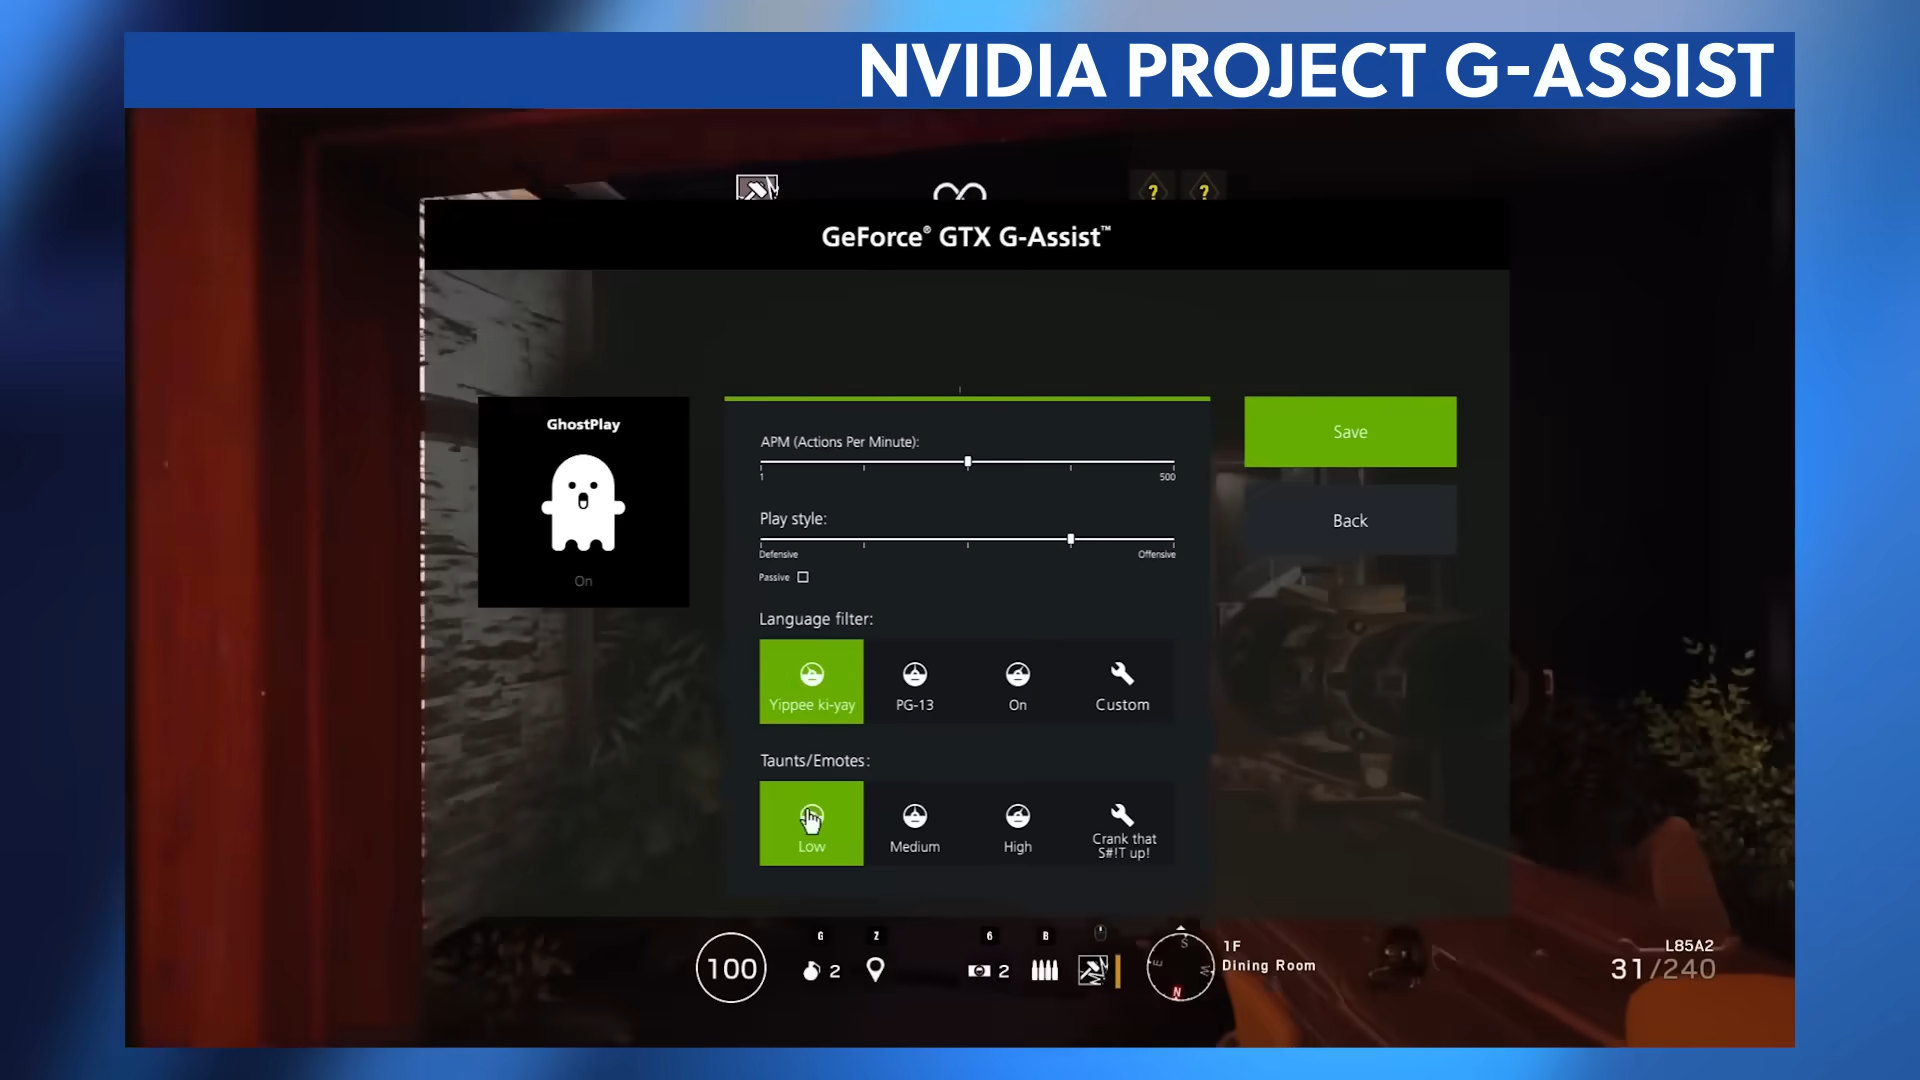 NVIDIA PROJECT G-ASSIST
? ?
GeForce® GTX G-Assist™
GhostPlay
On
APM (Actions Per Minute):
1 500
Play style:
Defensive Offensive
Passive
Language filter:
Yippee ki-yay PG-13 On Custom
Taunts/Emotes:
Low Medium High Crank that
S#!T up!
Save
Back
G Z 6 B
100 2 2
S
E W
N
1F
Dining Room
L85A2
31/240